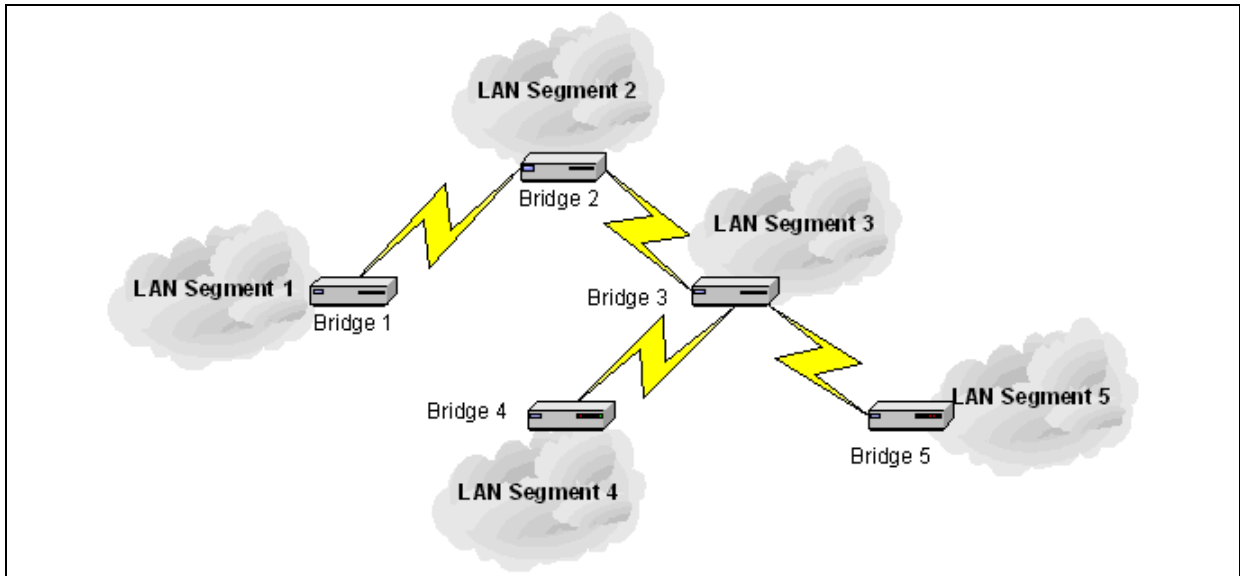 LAN Segment 2
Bridge 2
LAN Segment 3
LAN Segment 1
Bridge 3
Bridge 1
Bridge 4
LAN Segment 5
Bridge 5
LAN Segment 4